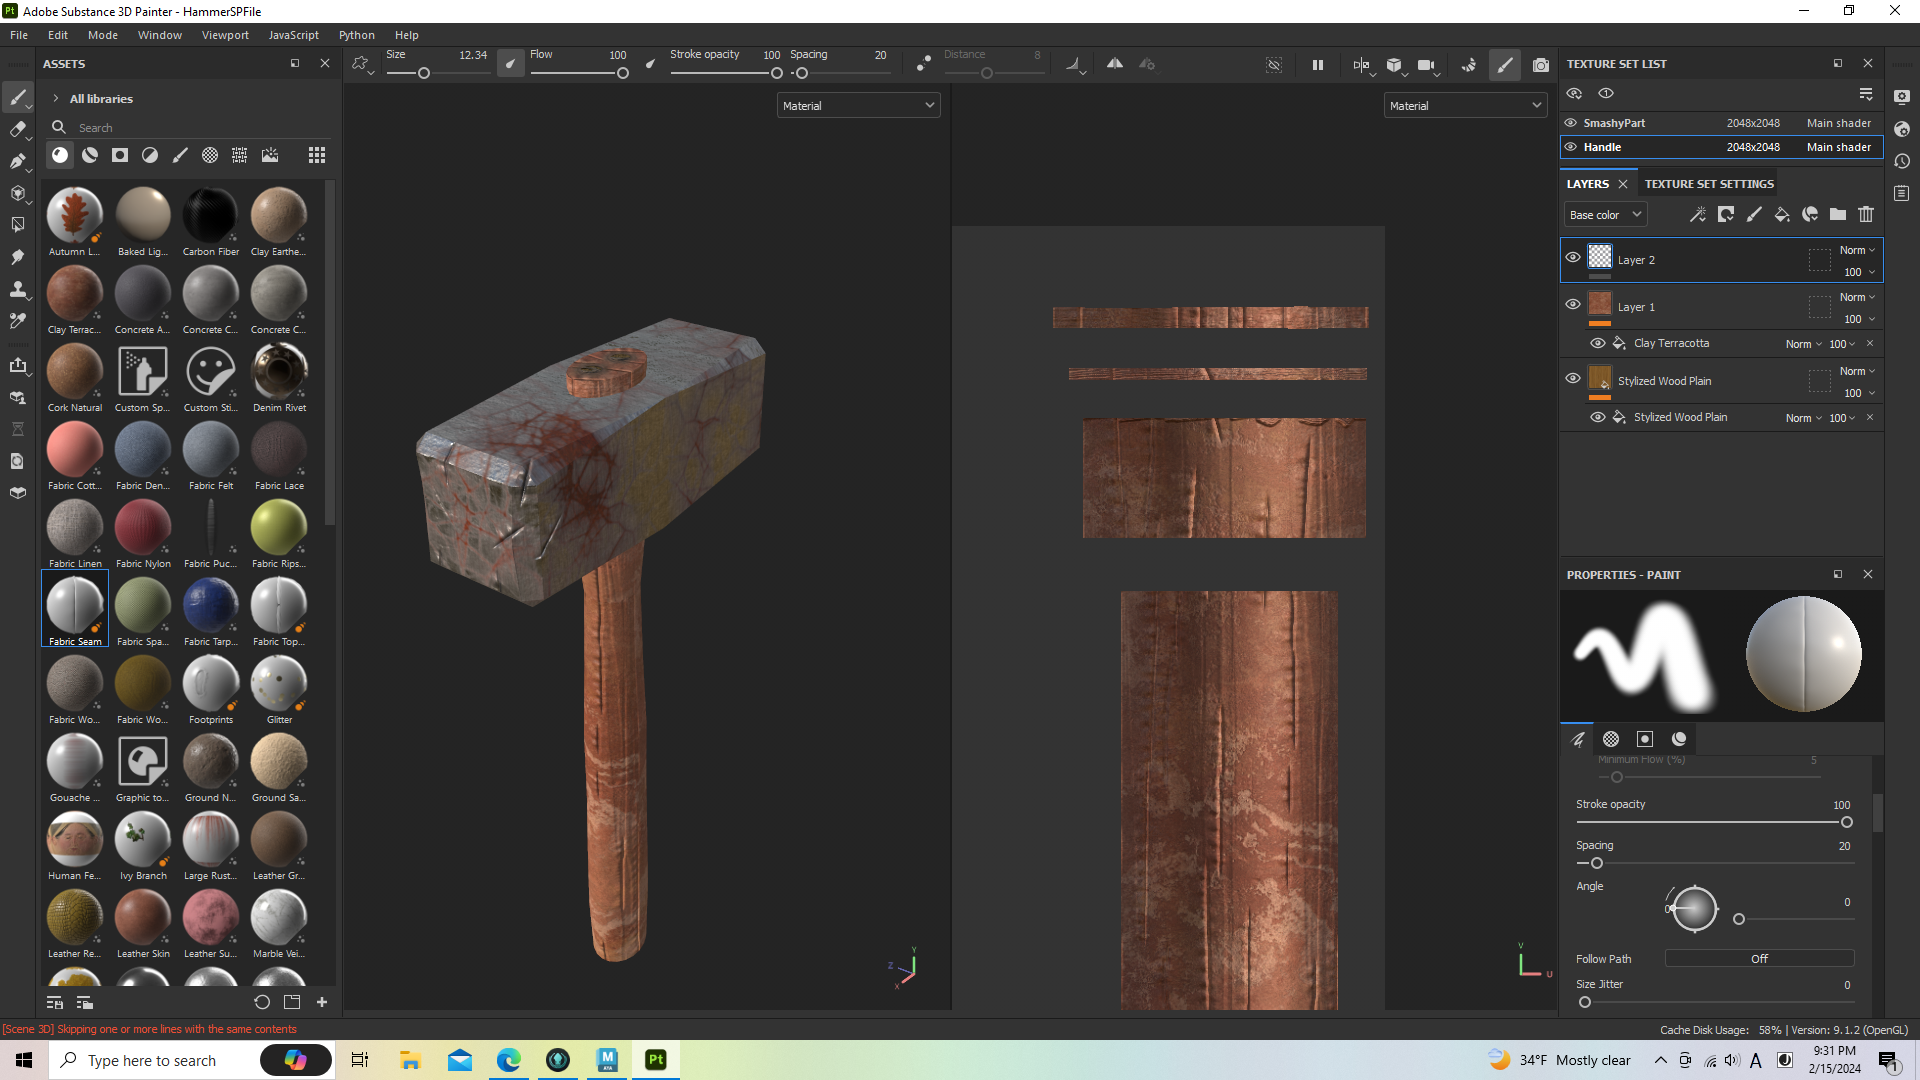 Pt Adobe Substance 3D Painter - HammerSPFile
File Edit Mode Window Viewport JavaScript Python Help
ASSETS
Size 12.34 Flow 100 Stroke opacity 100 Spacing 20 Distance 8
All libraries
Search
Autumn L... Baked Lig... Carbon Fiber Clay Earthe...
Clay Terrac... Concrete A... Concrete C... Concrete C...
Cork Natural Custom Sp... Custom Sti... Denim Rivet
Fabric Cott... Fabric Den... Fabric Felt Fabric Lace
Fabric Linen Fabric Nylon Fabric Puc... Fabric Rips...
Fabric Seam Fabric Spa... Fabric Tarp... Fabric Top...
Fabric Wo... Fabric Wo... Footprints Glitter
Gouache ... Graphic to... Ground N... Ground Sa...
Human Fe... Ivy Branch Large Rust... Leather Gr...
Leather Re... Leather Skin Leather Su... Marble Vei...
Material
Y
Z
X
Material
V
U
TEXTURE SET LIST
SmashyPart 2048x2048 Main shader
Handle 2048x2048 Main shader
LAYERS TEXTURE SET SETTINGS
Base color
Layer 2 Norm
100
Layer 1 Norm
100
Clay Terracotta Norm 100
Stylized Wood Plain Norm
100
Stylized Wood Plain Norm 100
PROPERTIES - PAINT
Minimum Flow (%) 5
Stroke opacity 100
Spacing 20
Angle 0 0
Follow Path Off
Size Jitter 0
[Scene 3D] Skipping one or more lines with the same contents
Cache Disk Usage: 58% | Version: 9.1.2 (OpenGL)
Type here to search
M
Pt
34°F Mostly clear
A
9:31 PM
2/15/2024
1